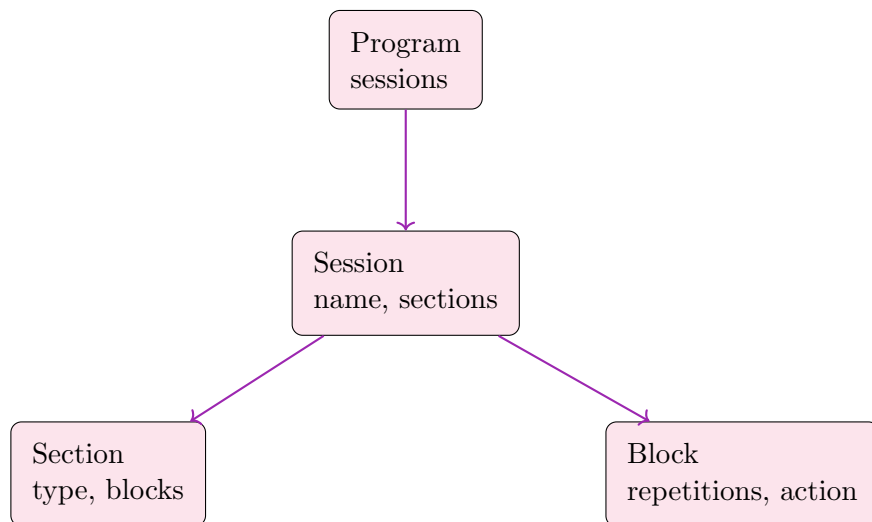 Program
sessions
Session
name, sections
Section
type, blocks
Block
repetitions, action